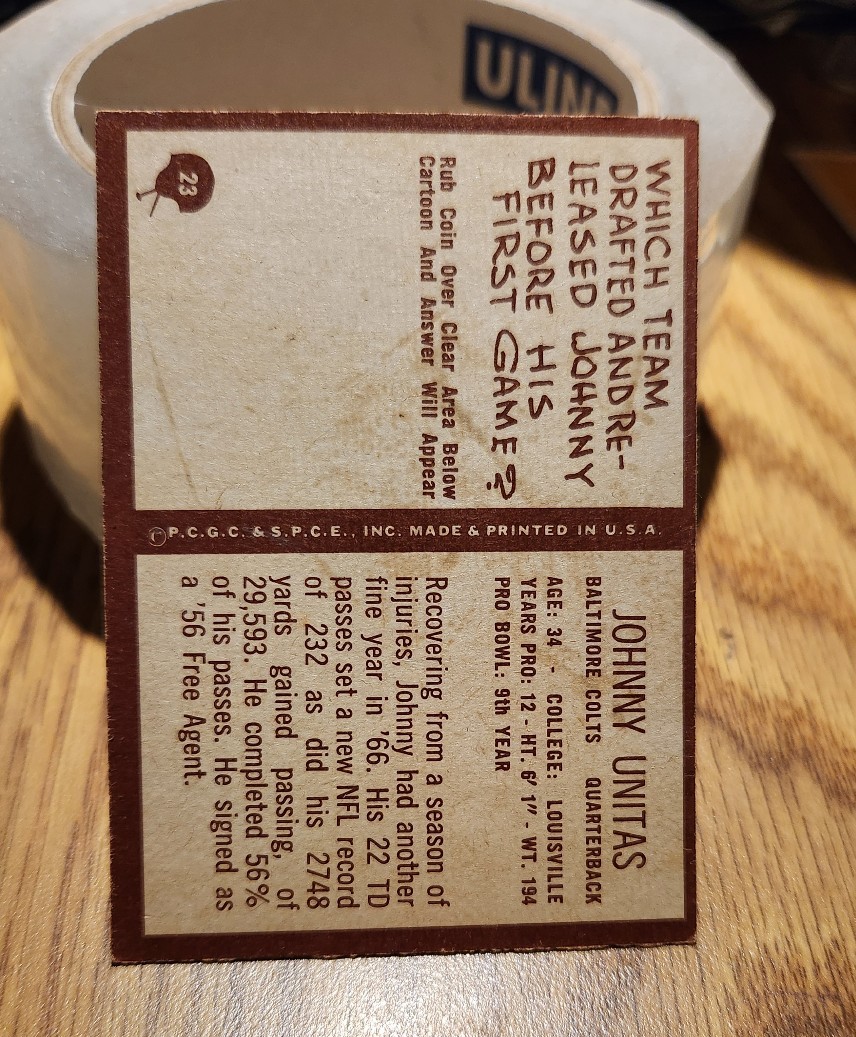 ULINE
WHICH TEAM
DRAFTED AND RE-
LEASED JOHNNY
BEFORE HIS
FIRST GAME?
Rub Coin Over Clear Area Below
Cartoon And Answer Will Appear
23
©P.C.G.C. & S.P.C.E., INC. MADE & PRINTED IN U.S.A.
JOHNNY UNITAS
BALTIMORE COLTS QUARTERBACK
AGE: 34 - COLLEGE: LOUISVILLE
YEARS PRO: 12 - HT. 6' 1" - WT. 194
PRO BOWL: 9th YEAR
Recovering from a season of
injuries, Johnny had another
fine year in '66. His 22 TD
passes set a new NFL record
of 232 as did his 2748
yards gained passing, of
29,593. He completed 56%
of his passes. He signed as
a '56 Free Agent.